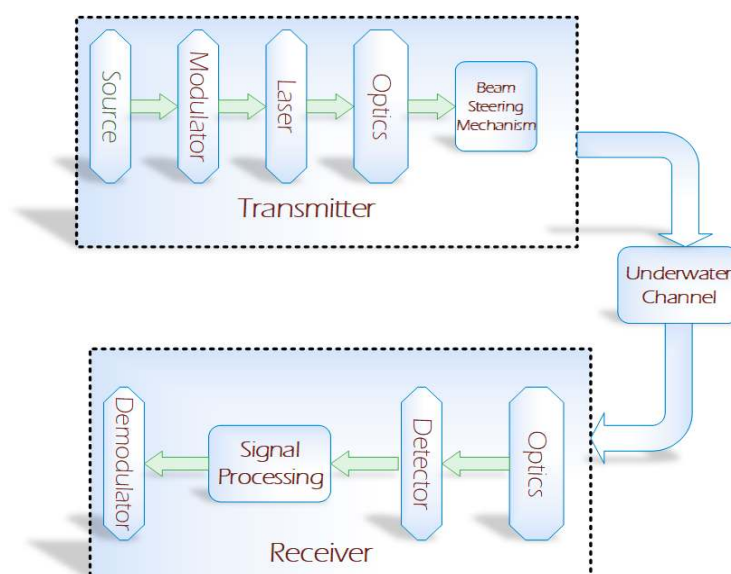 Source
Modulator
Laser
Optics
Beam
Steering
Mechanism
Transmitter
Underwater
Channel
Optics
Detector
Signal
Processing
Demodulator
Receiver